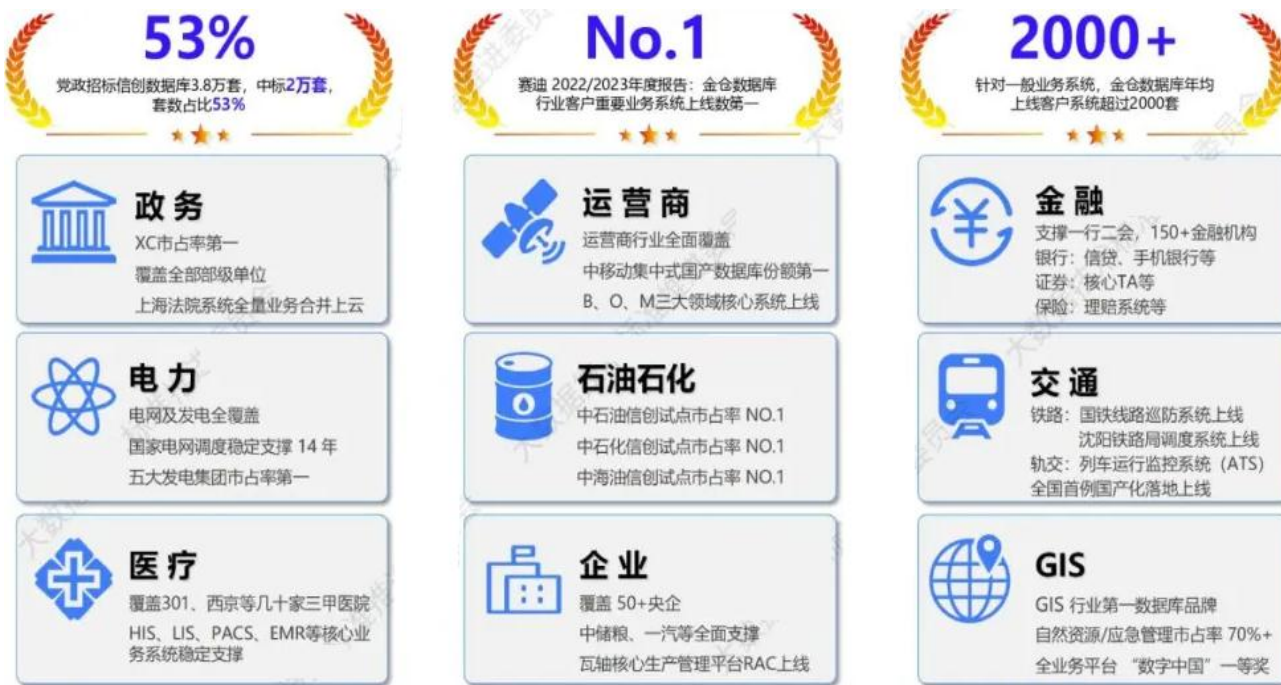 53%
党政招标信创数据库3.8万套，中标2万套，
套数占比53%
No.1
赛迪 2022/2023年度报告：金仓数据库
行业客户重要业务系统上线数第一
2000+
针对一般业务系统，金仓数据库年均
上线客户系统超过2000套
政务
XC市占率第一
覆盖全部部级单位
上海法院系统全量业务合并上云
运营商
运营商行业全面覆盖
中移动集中式国产数据库份额第一
B、O、M三大领域核心系统上线
金融
支撑一行二会，150+金融机构
银行：信贷、手机银行等
证券：核心TA等
保险：理赔系统等
电力
电网及发电全覆盖
国家电网调度稳定支撑 14 年
五大发电集团市占率第一
石油石化
中石油信创试点市占率 NO.1
中石化信创试点市占率 NO.1
中海油信创试点市占率 NO.1
交通
铁路：国铁线路巡防系统上线
沈阳铁路局调度系统上线
轨交：列车运行监控系统（ATS）
全国首例国产化落地上线
医疗
覆盖301、西京等几十家三甲医院
HIS、LIS、PACS、EMR等核心业
务系统稳定支撑
企业
覆盖 50+央企
中储粮、一汽等全面支撑
瓦轴核心生产管理平台RAC上线
GIS
GIS 行业第一数据库品牌
自然资源/应急管理市占率 70%+
全业务平台 “数字中国”一等奖